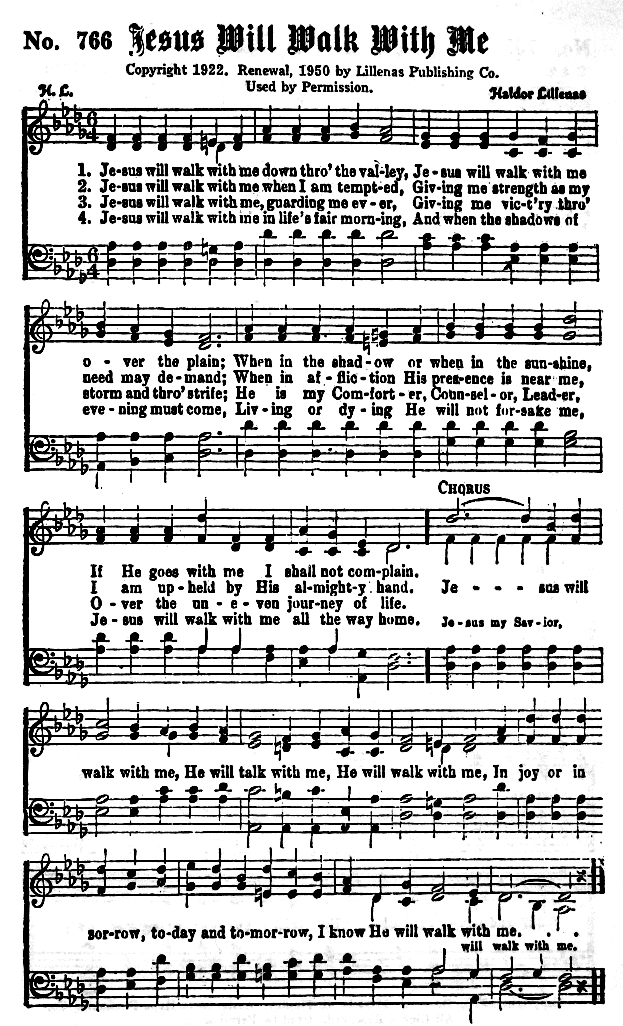 No. 766 Jesus Will Walk With Me
Copyright 1922. Renewal, 1950 by Lillenas Publishing Co.
Used by Permission.
H. L. Haldor Lillenas
1. Je-sus will walk with me down thro' the val-ley, Je-sus will walk with me
2. Je-sus will walk with me when I am tempt-ed, Giv-ing me strength as my
3. Je-sus will walk with me, guarding me ev-er, Giv-ing me vic-t'ry thro'
4. Je-sus will walk with me in life's fair morn-ing, And when the shadows of
o - ver the plain; When in the shad-ow or when in the sun-shine,
need may de-mand; When in af-flic-tion His pres-ence is near me,
storm and thro' strife; He is my Com-fort-er, Coun-sel-or, Lead-er,
eve-ning must come, Liv-ing or dy-ing He will not for-sake me,
CHORUS
If He goes with me I shall not com-plain.
I am up-held by His al-might-y hand. Je - - - sus will
O-ver the un-e-ven jour-ney of life.
Je-sus will walk with me all the way home. Je-sus my Sav-ior,
walk with me, He will talk with me, He will walk with me, In joy or in
sor-row, to-day and to-mor-row, I know He will walk with me. . .
will walk with me.